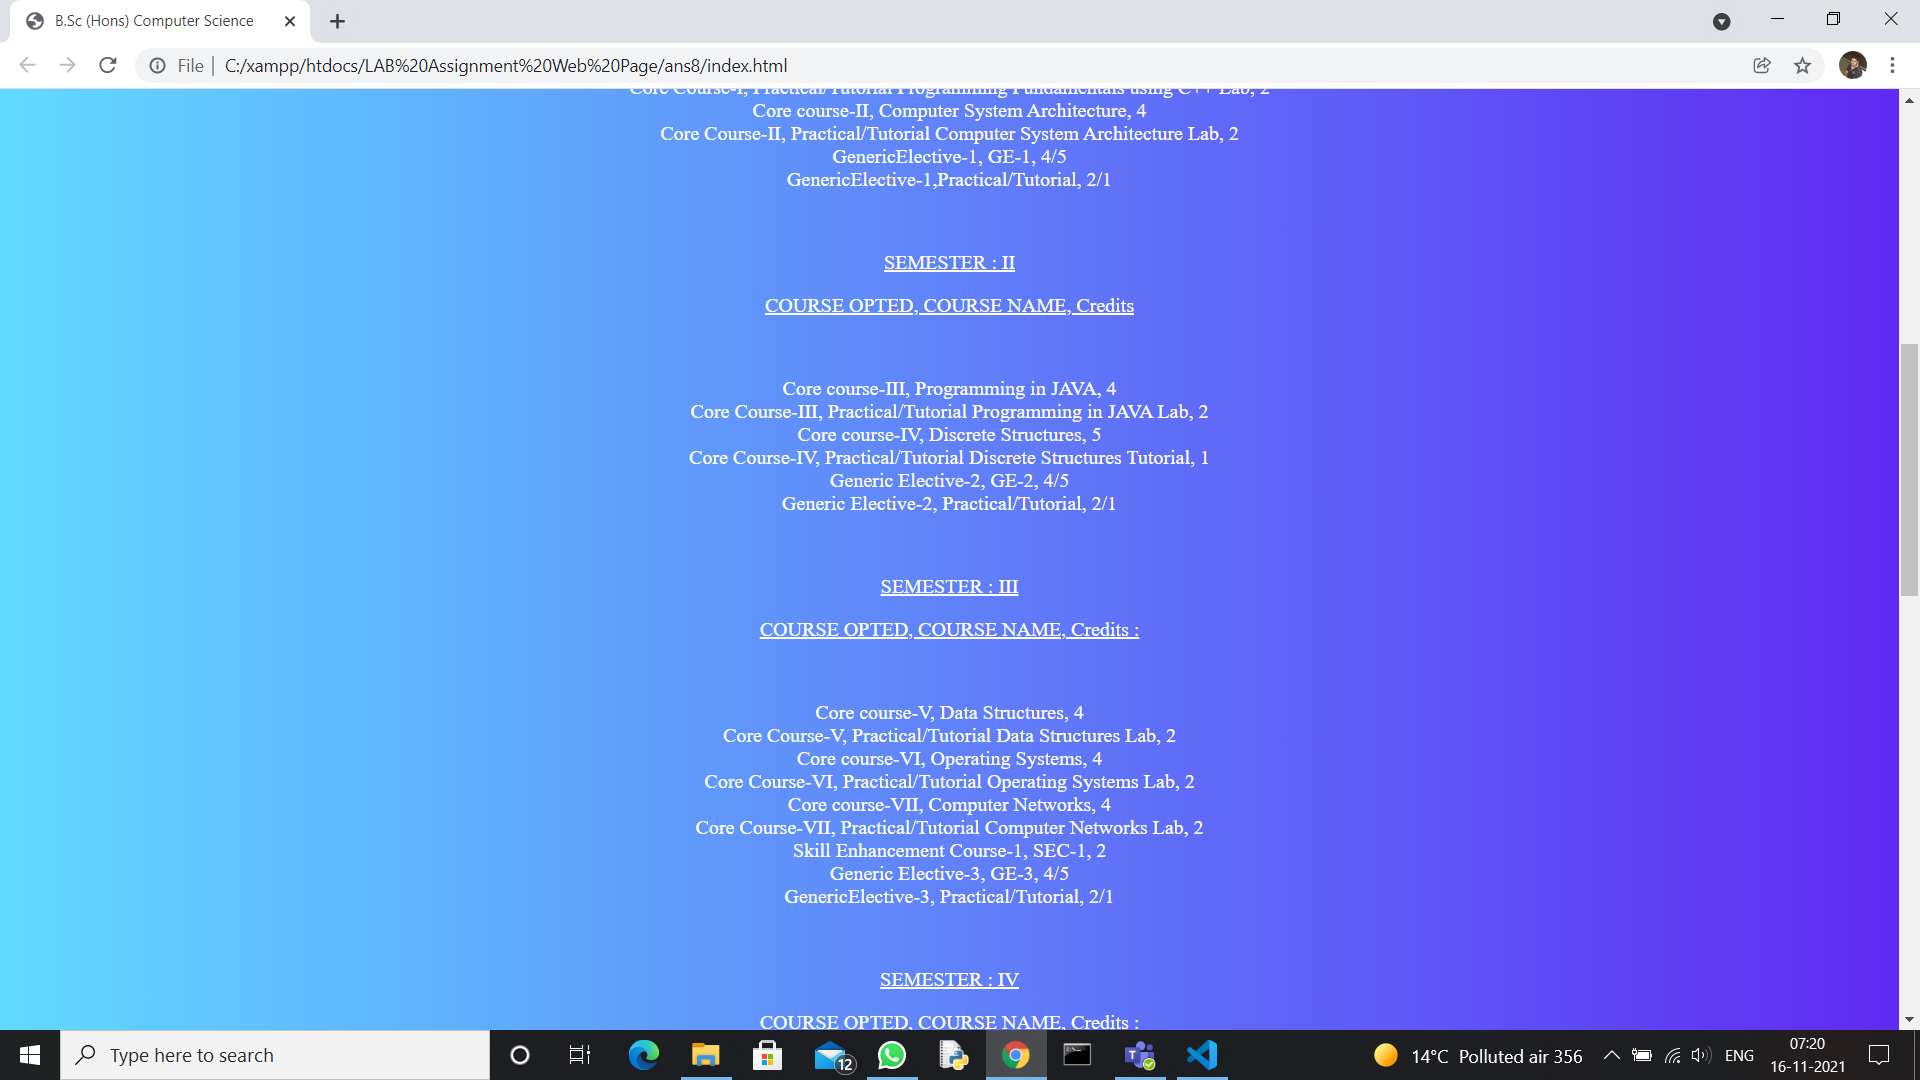 B.Sc (Hons) Computer Science
File | C:/xampp/htdocs/LAB%20Assignment%20Web%20Page/ans8/index.html
Core Course-I, Practical/Tutorial Programming Fundamentals using C++ Lab, 2
Core course-II, Computer System Architecture, 4
Core Course-II, Practical/Tutorial Computer System Architecture Lab, 2
GenericElective-1, GE-1, 4/5
GenericElective-1,Practical/Tutorial, 2/1
SEMESTER : II
COURSE OPTED, COURSE NAME, Credits
Core course-III, Programming in JAVA, 4
Core Course-III, Practical/Tutorial Programming in JAVA Lab, 2
Core course-IV, Discrete Structures, 5
Core Course-IV, Practical/Tutorial Discrete Structures Tutorial, 1
Generic Elective-2, GE-2, 4/5
Generic Elective-2, Practical/Tutorial, 2/1
SEMESTER : III
COURSE OPTED, COURSE NAME, Credits :
Core course-V, Data Structures, 4
Core Course-V, Practical/Tutorial Data Structures Lab, 2
Core course-VI, Operating Systems, 4
Core Course-VI, Practical/Tutorial Operating Systems Lab, 2
Core course-VII, Computer Networks, 4
Core Course-VII, Practical/Tutorial Computer Networks Lab, 2
Skill Enhancement Course-1, SEC-1, 2
Generic Elective-3, GE-3, 4/5
GenericElective-3, Practical/Tutorial, 2/1
SEMESTER : IV
COURSE OPTED, COURSE NAME, Credits :
Type here to search
12
14°C Polluted air 356
ENG
07:20
16-11-2021